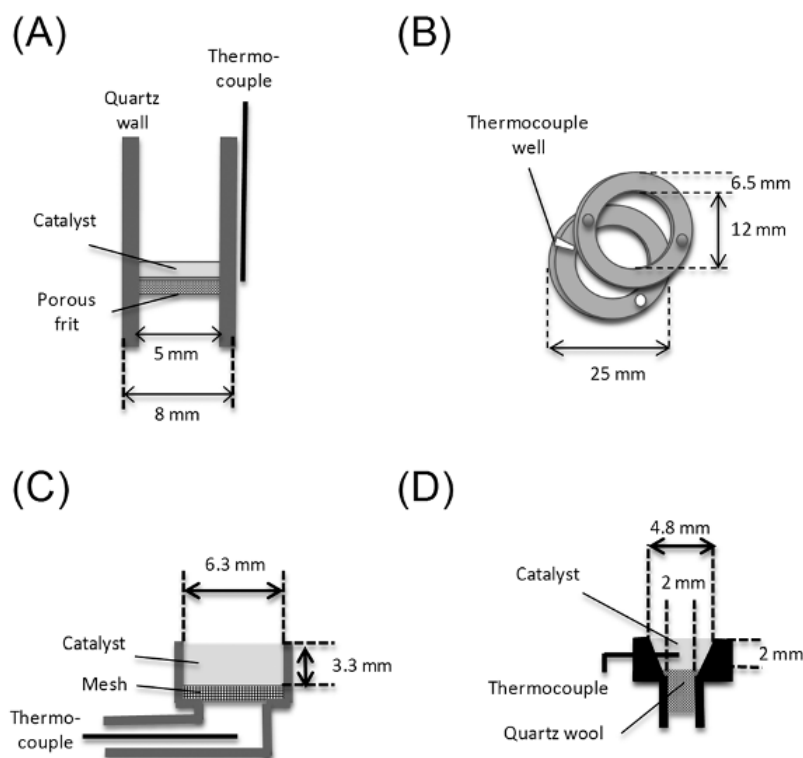 (A)
Thermo-
couple
Quartz
wall
Catalyst
Porous
frit
5 mm
8 mm
(B)
Thermocouple
well
6.5 mm
12 mm
25 mm
(C)
6.3 mm
Catalyst
3.3 mm
Mesh
Thermo-
couple
(D)
4.8 mm
Catalyst
2 mm
2 mm
Thermocouple
Quartz wool